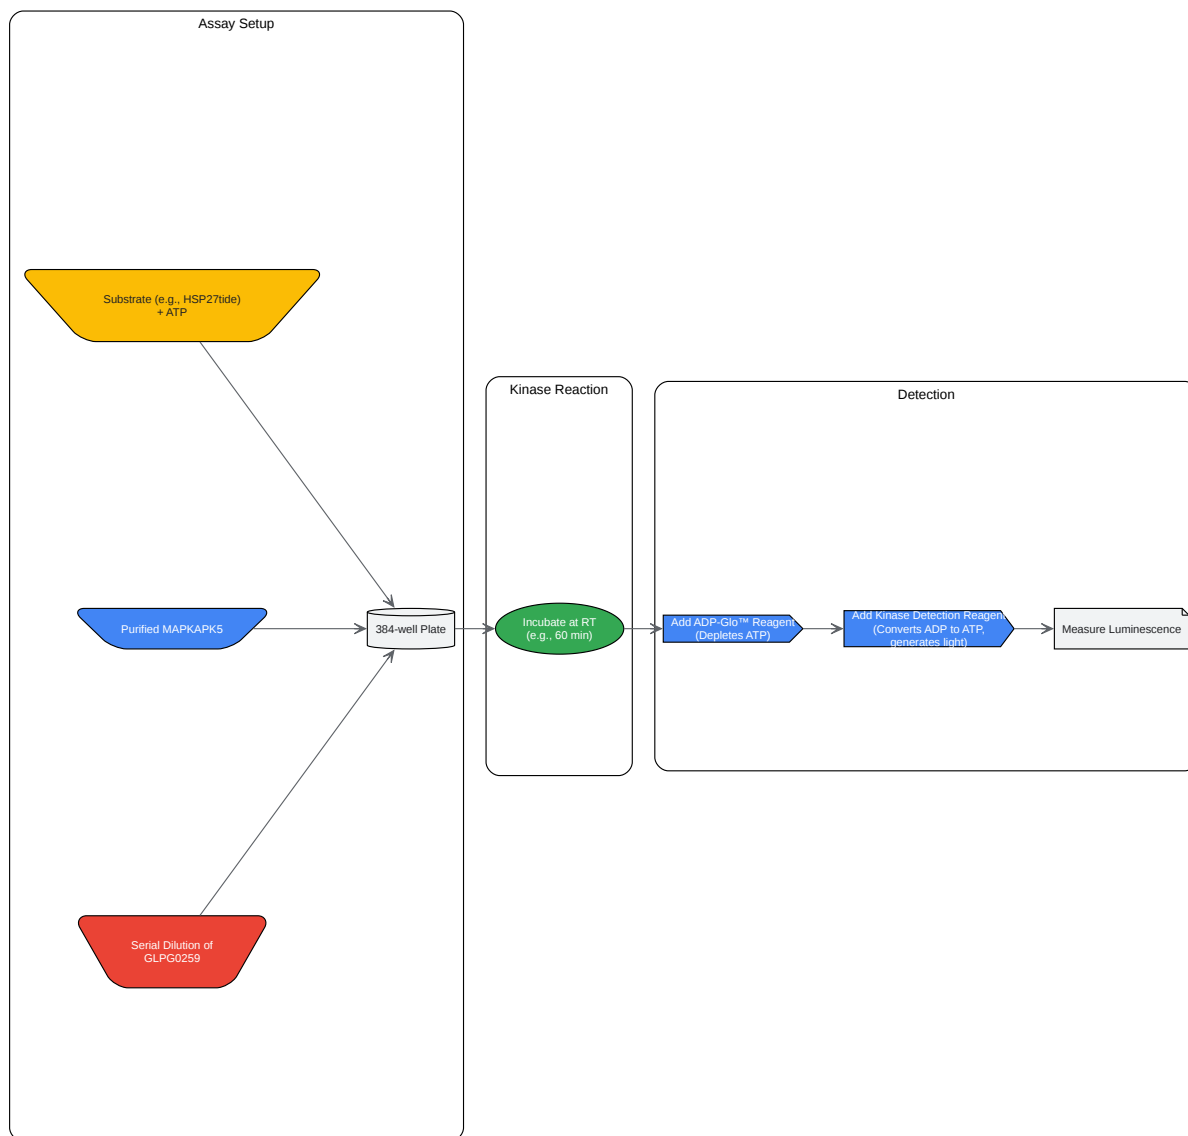 Assay Setup
Substrate (e.g., HSP27tide)
+ ATP
Purified MAPKAPK5
384-well Plate
Serial Dilution of
GLPG0259
Kinase Reaction
Incubate at RT
(e.g., 60 min)
Detection
Add ADP-Glo™ Reagent
(Depletes ATP)
Add Kinase Detection Reagent
(Converts ADP to ATP,
generates light)
Measure Luminescence